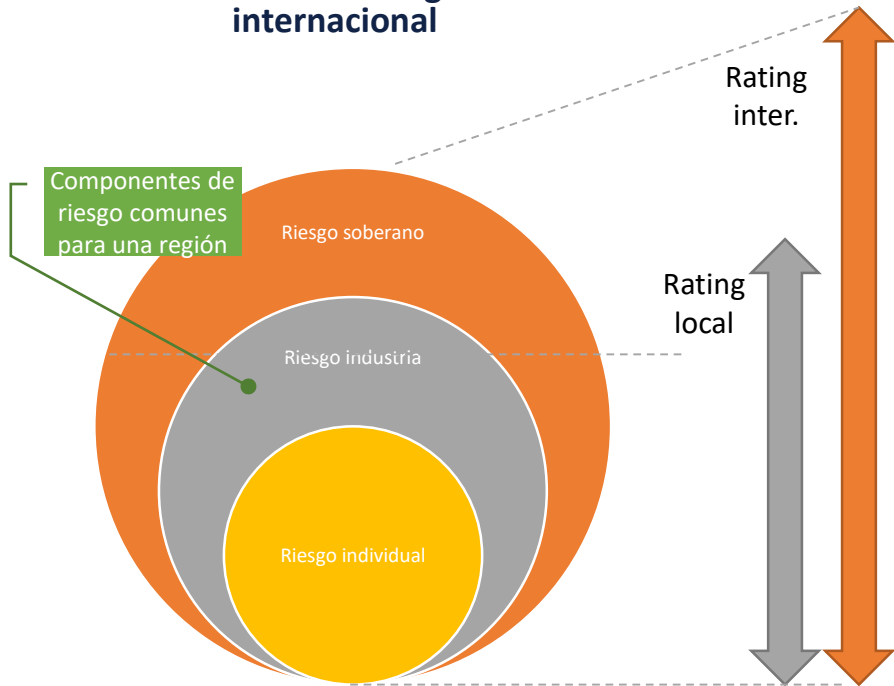 internacional
Rating
inter.
Componentes de
riesgo comunes
para una región
Riesgo soberano
Rating
local
Riesgo industria
Riesgo individual